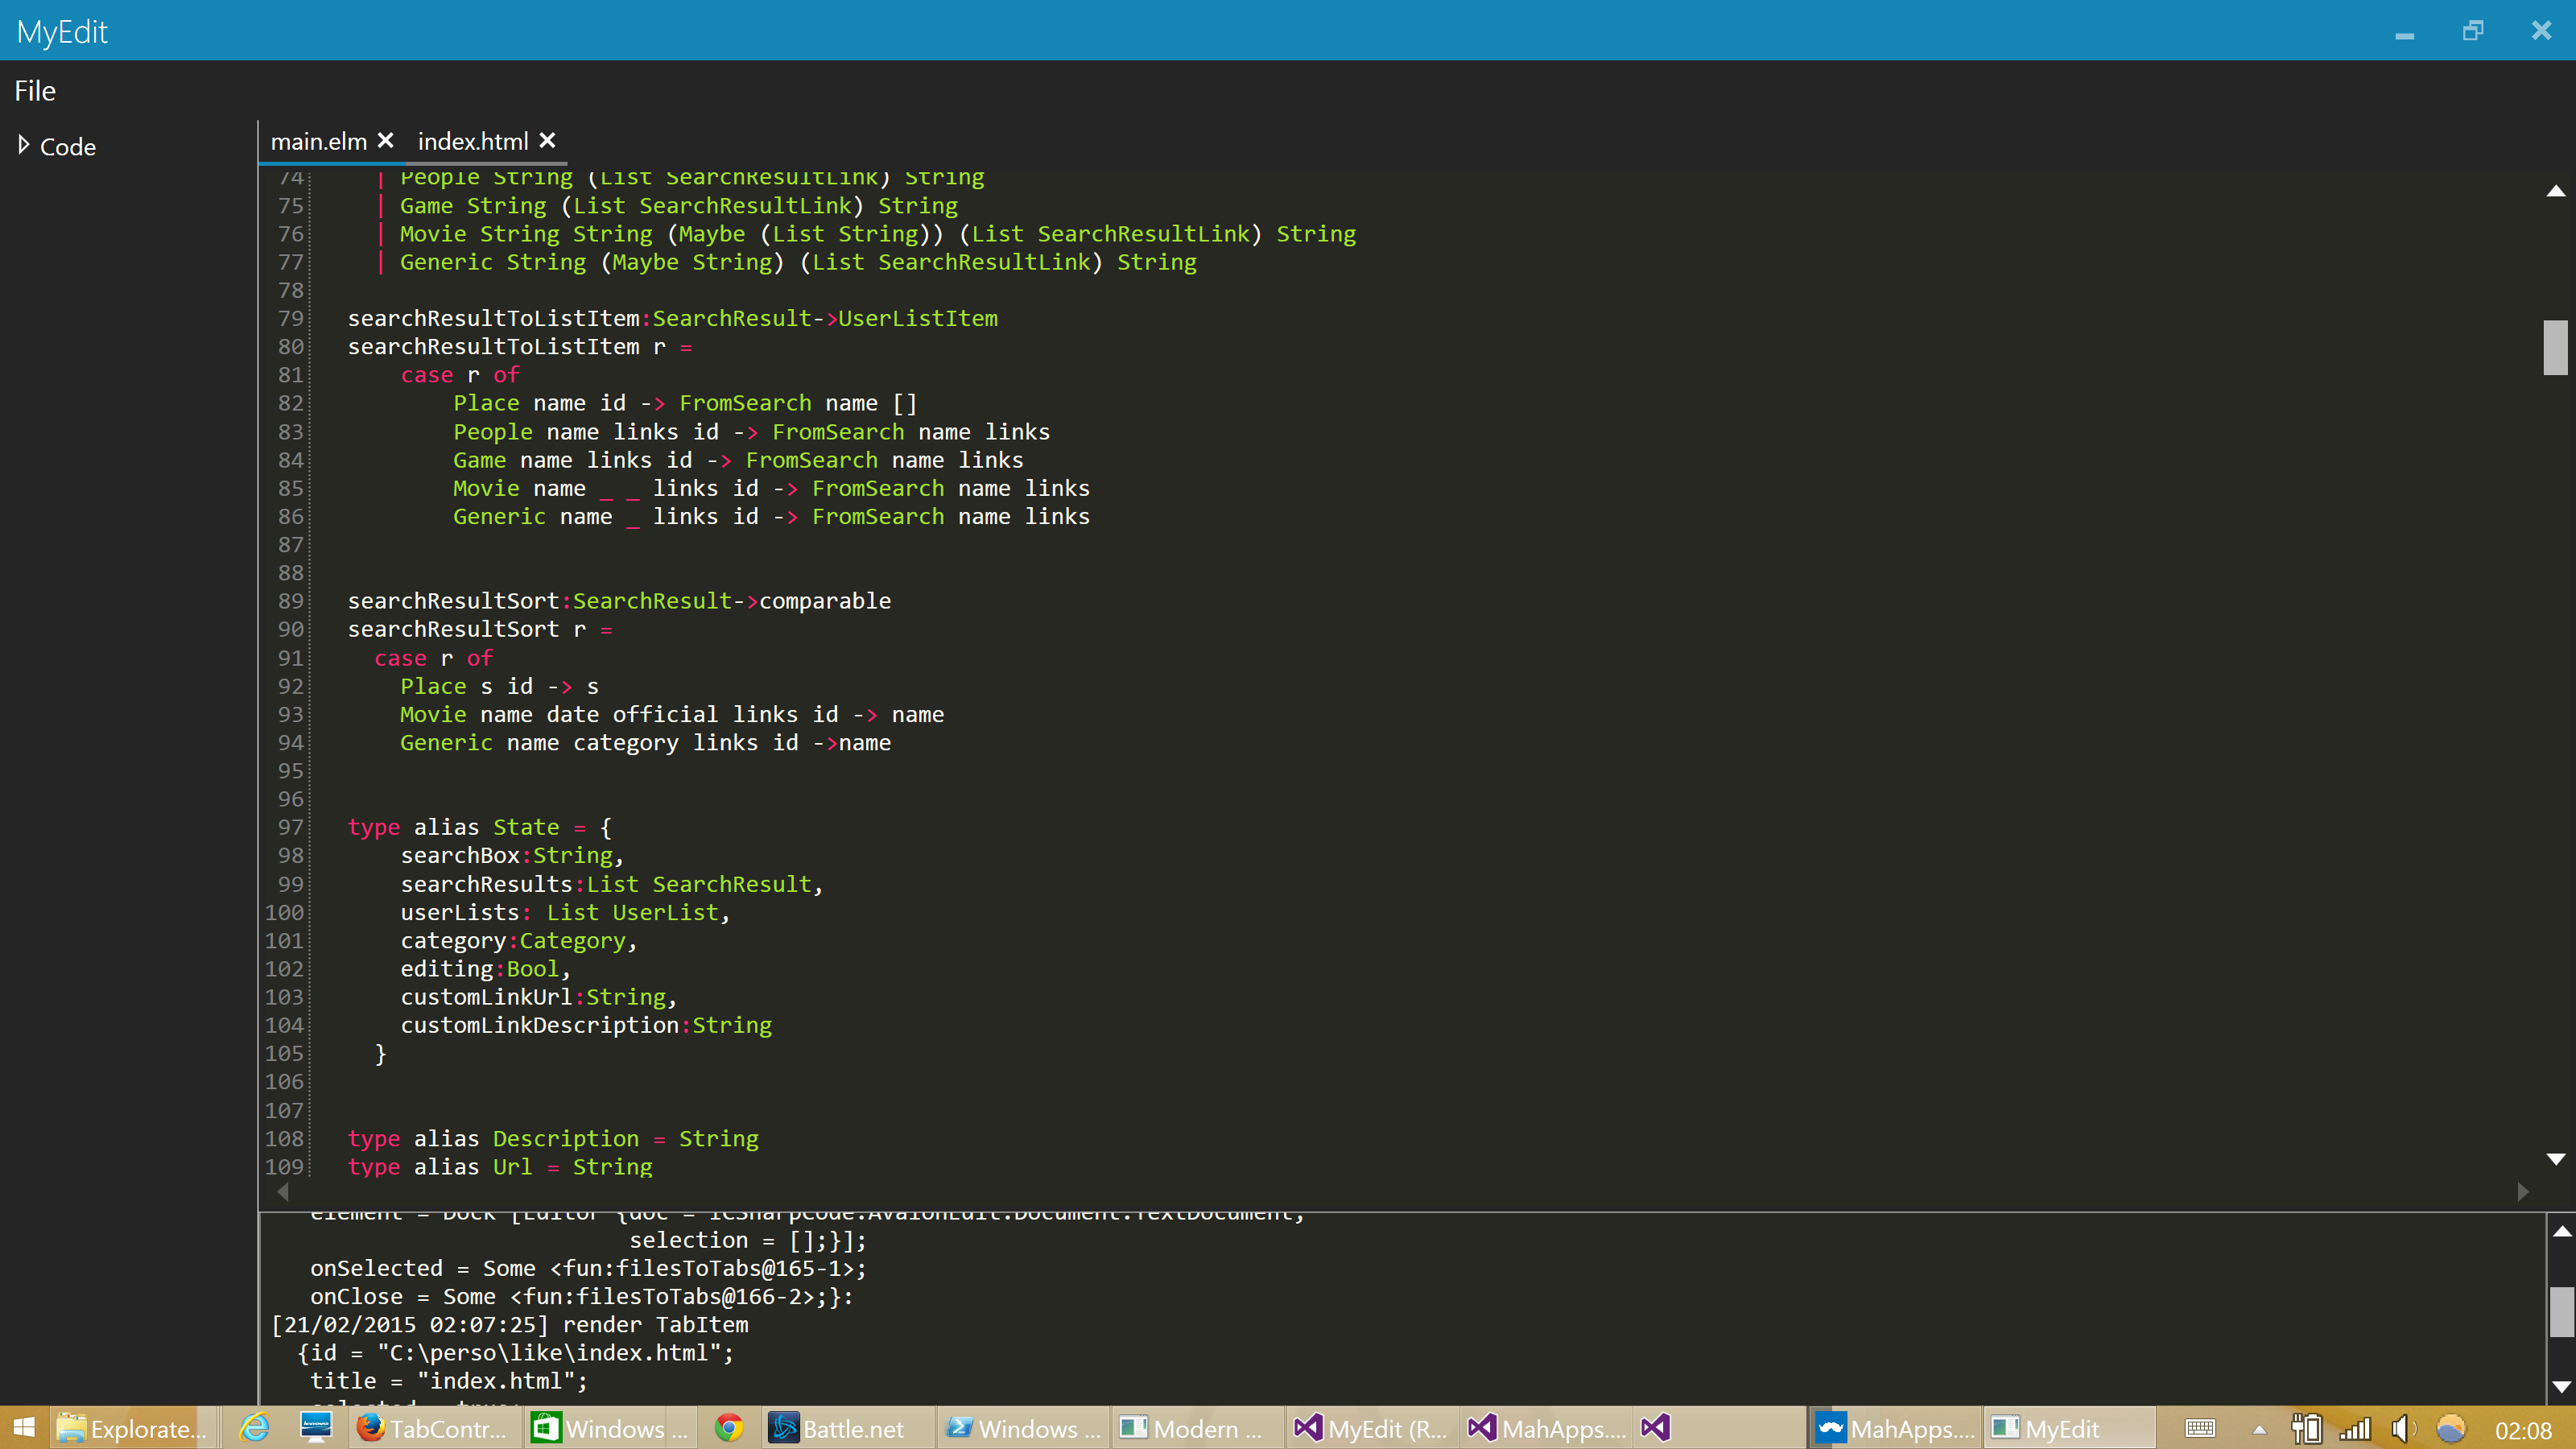 MyEdit
File
Code
main.elm
index.html
74 | People String (List SearchResultLink) String
75 | Game String (List SearchResultLink) String
76 | Movie String String (Maybe (List String)) (List SearchResultLink) String
77 | Generic String (Maybe String) (List SearchResultLink) String
78
79 searchResultToListItem:SearchResult->UserListItem
80 searchResultToListItem r =
81 case r of
82 Place name id -> FromSearch name []
83 People name links id -> FromSearch name links
84 Game name links id -> FromSearch name links
85 Movie name _ _ links id -> FromSearch name links
86 Generic name _ links id -> FromSearch name links
87
88
89 searchResultSort:SearchResult->comparable
90 searchResultSort r =
91 case r of
92 Place s id -> s
93 Movie name date official links id -> name
94 Generic name category links id ->name
95
96
97 type alias State = {
98 searchBox:String,
99 searchResults:List SearchResult,
100 userLists: List UserList,
101 category:Category,
102 editing:Bool,
103 customLinkUrl:String,
104 customLinkDescription:String
105 }
106
107
108 type alias Description = String
109 type alias Url = String
element = Dock [Editor {doc = ICSharpCode.AvalonEdit.Document.TextDocument;
selection = [];}];
onSelected = Some <fun:filesToTabs@165-1>;
onClose = Some <fun:filesToTabs@166-2>;}:
[21/02/2015 02:07:25] render TabItem
{id = "C:\perso\like\index.html";
title = "index.html";
selected = true;
Explorate...
TabContr...
Windows ...
Battle.net
Windows ...
Modern ...
MyEdit (R...
MahApps....
MahApps....
MyEdit
02:08